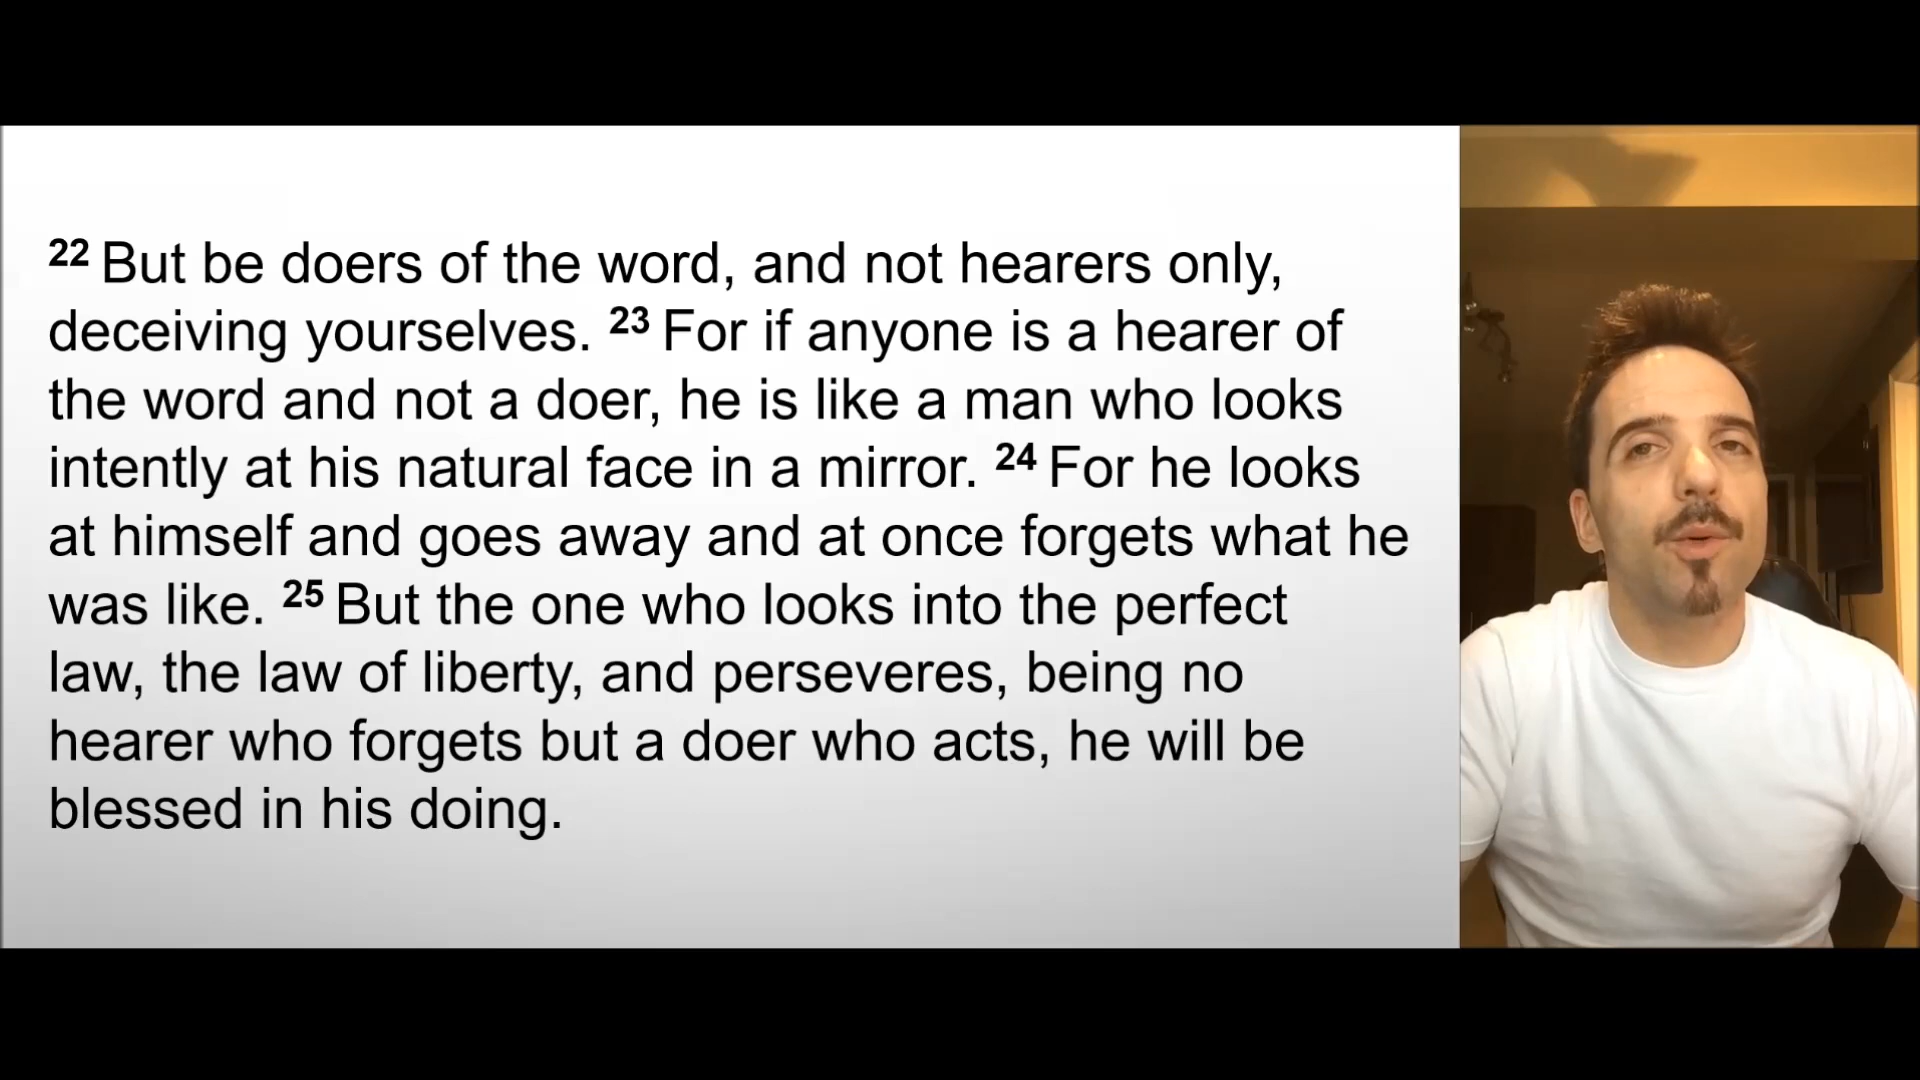 22 But be doers of the word, and not hearers only,
deceiving yourselves. 23 For if anyone is a hearer of
the word and not a doer, he is like a man who looks
intently at his natural face in a mirror. 24 For he looks
at himself and goes away and at once forgets what he
was like. 25 But the one who looks into the perfect
law, the law of liberty, and perseveres, being no
hearer who forgets but a doer who acts, he will be
blessed in his doing.